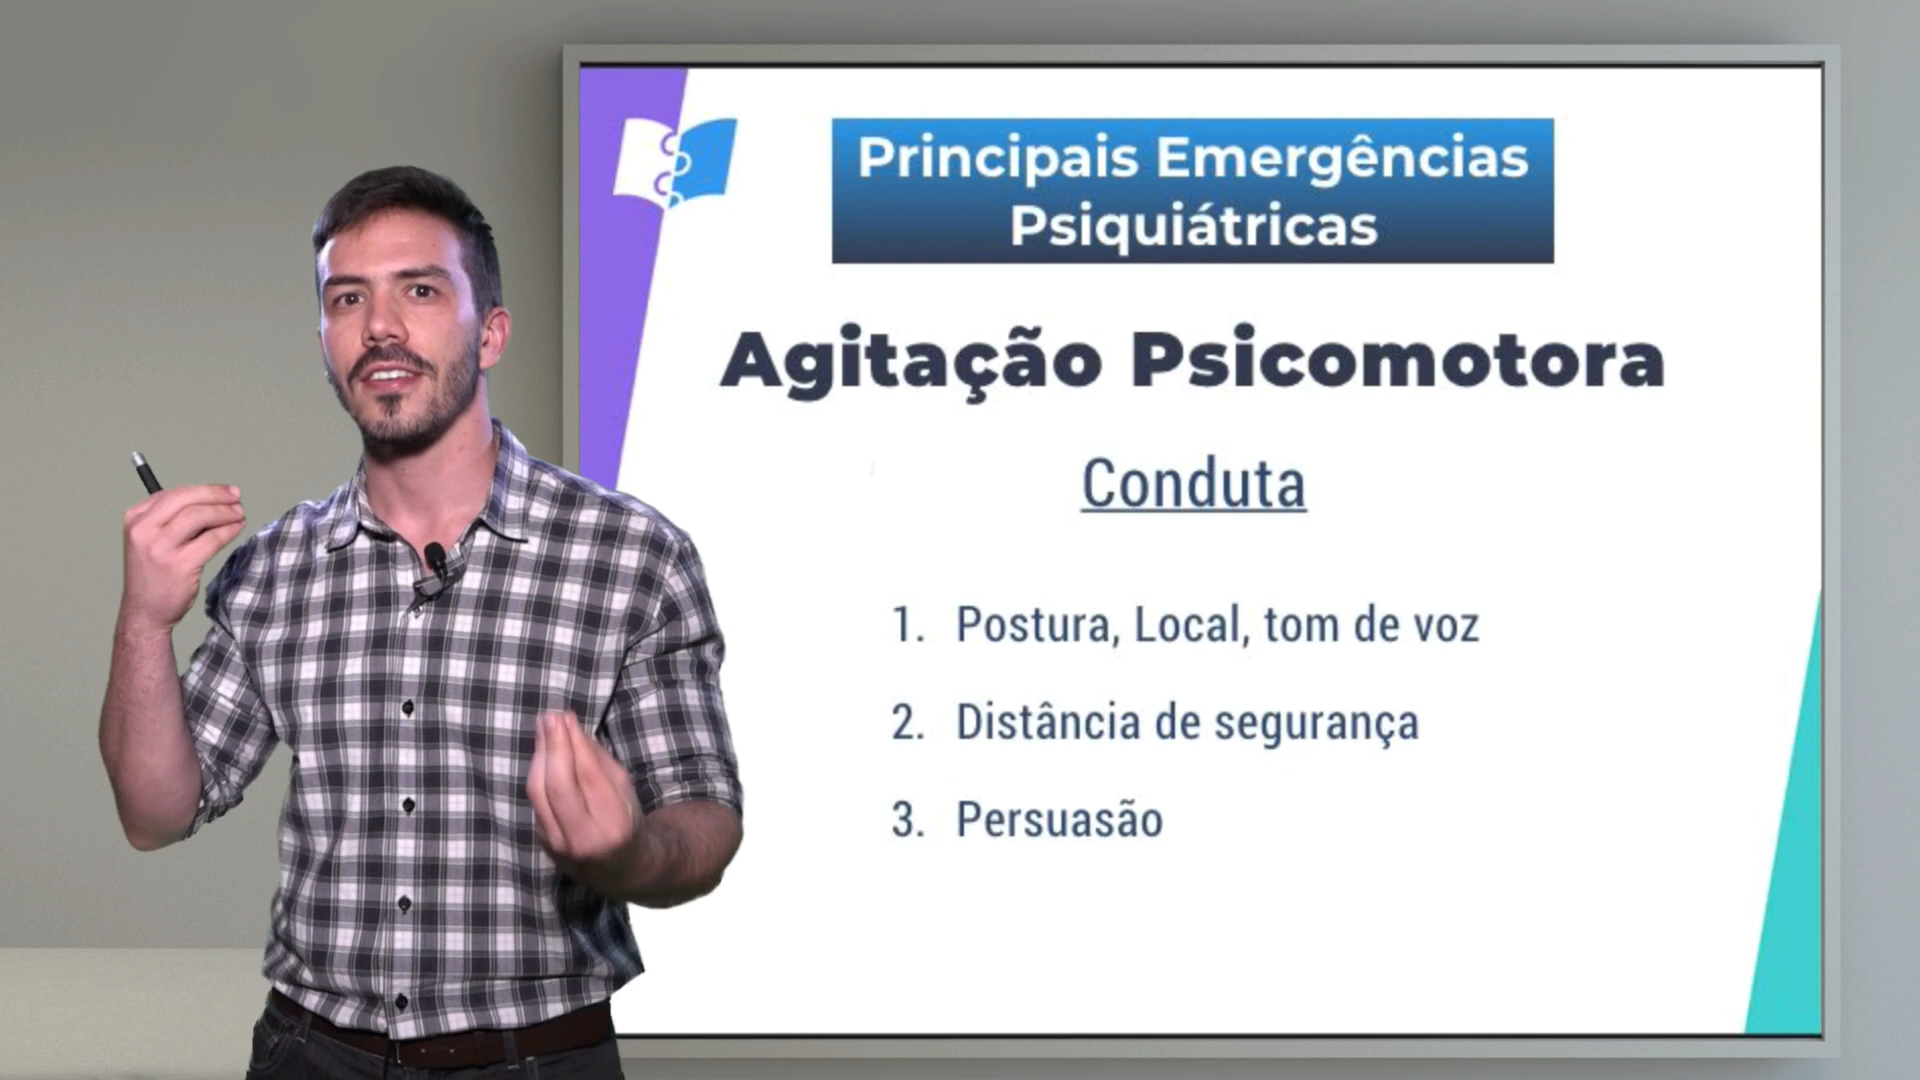 Principais Emergências
Psiquiátricas
Agitação Psicomotora
Conduta
1. Postura, Local, tom de voz
2. Distância de segurança
3. Persuasão